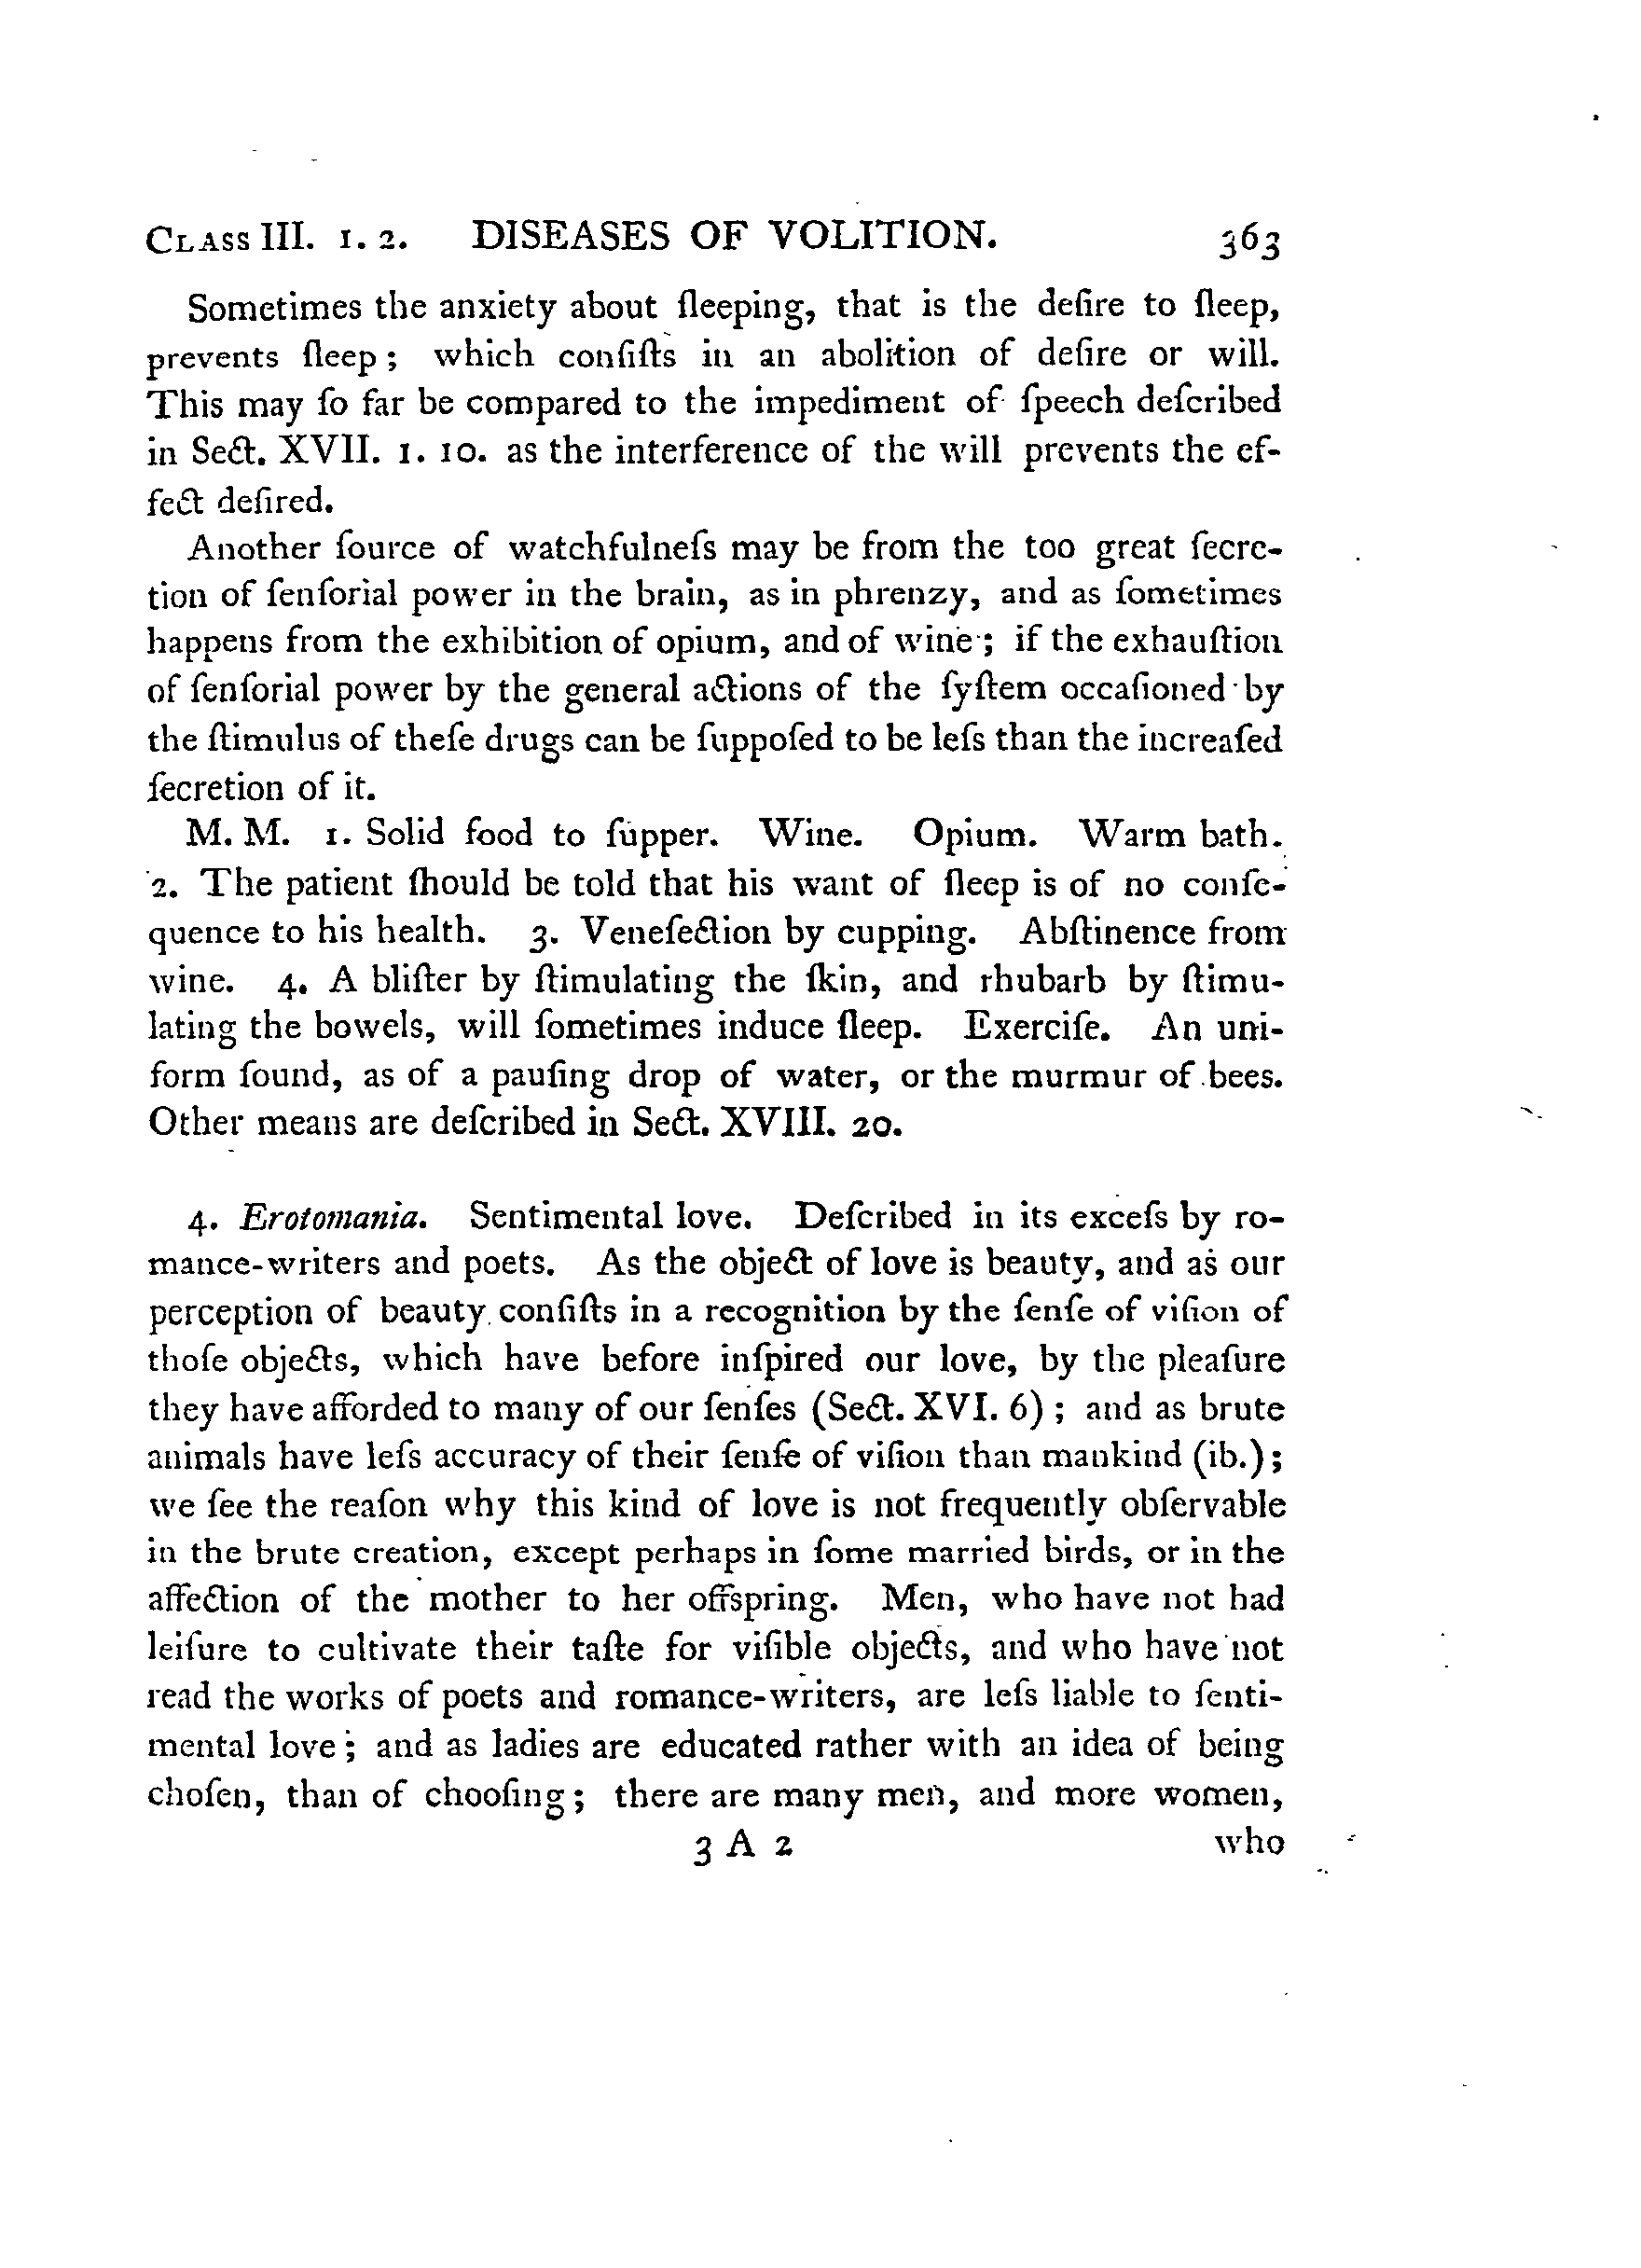 CLASS III. 1. 2. DISEASES OF VOLITION. 363
Sometimes the anxiety about ſleeping, that is the deſire to ſleep,
prevents ſleep; which conſiſts in an abolition of deſire or will.
This may ſo far be compared to the impediment of ſpeech deſcribed
in Sect. XVII. 1. 10. as the interference of the will prevents the ef-
fect deſired.
Another ſource of watchfulneſs may be from the too great ſecre-
tion of ſenſorial power in the brain, as in phrenzy, and as ſometimes
happens from the exhibition of opium, and of wine; if the exhauſtion
of ſenſorial power by the general actions of the ſyſtem occaſioned by
the ſtimulus of theſe drugs can be ſuppoſed to be leſs than the increaſed
ſecretion of it.
M. M. 1. Solid food to ſupper. Wine. Opium. Warm bath.
2. The patient ſhould be told that his want of ſleep is of no conſe-
quence to his health. 3. Venefection by cupping. Abſtinence from
wine. 4. A bliſter by ſtimulating the ſkin, and rhubarb by ſtimu-
lating the bowels, will ſometimes induce ſleep. Exerciſe. An uni-
form ſound, as of a pauſing drop of water, or the murmur of bees.
Other means are deſcribed in Sect. XVIII. 20.
4. Erotomania. Sentimental love. Deſcribed in its exceſs by ro-
mance-writers and poets. As the object of love is beauty, and as our
perception of beauty conſiſts in a recognition by the ſenſe of viſion of
thoſe objects, which have before inſpired our love, by the pleaſure
they have afforded to many of our ſenſes (Sect. XVI. 6); and as brute
animals have leſs accuracy of their ſenſe of viſion than mankind (ib.);
we ſee the reaſon why this kind of love is not frequently obſervable
in the brute creation, except perhaps in ſome married birds, or in the
affection of the mother to her offspring. Men, who have not had
leiſure to cultivate their taſte for viſible objects, and who have not
read the works of poets and romance-writers, are leſs liable to ſenti-
mental love; and as ladies are educated rather with an idea of being
choſen, than of chooſing; there are many men, and more women,
3 A 2 who